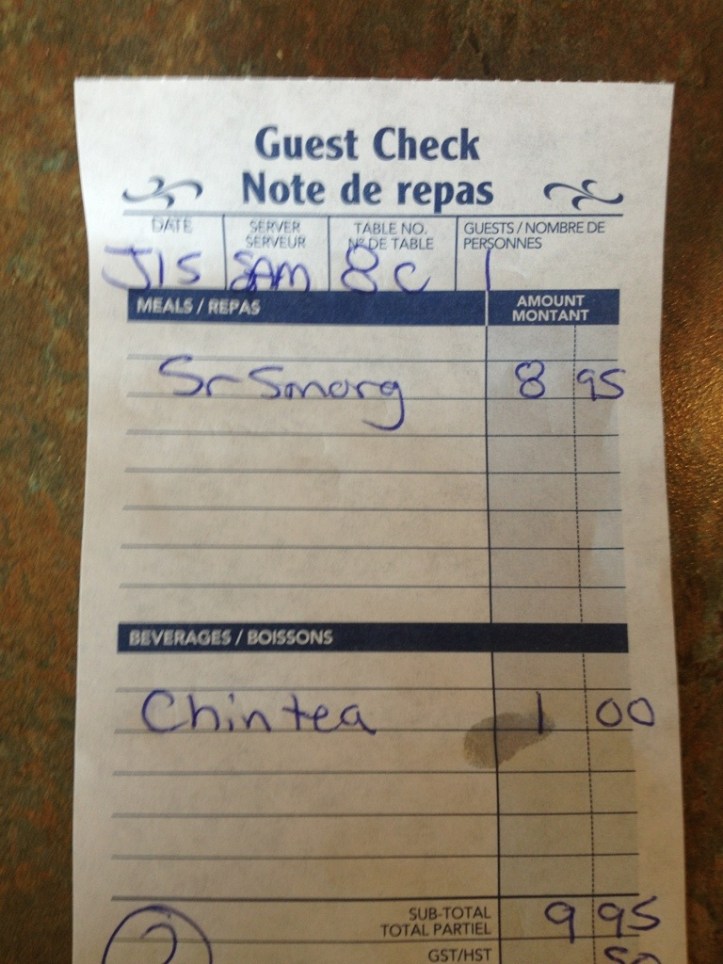 Guest Check
Note de repas
DATE SERVER SERVEUR TABLE NO. Nº DE TABLE GUESTS / NOMBRE DE PERSONNES
J15 SAM 8C 1
MEALS / REPAS AMOUNT MONTANT
Sr Smorg 8 95
BEVERAGES / BOISSONS
Chin tea 1 00
SUB-TOTAL
TOTAL PARTIEL 9 95
GST/HST